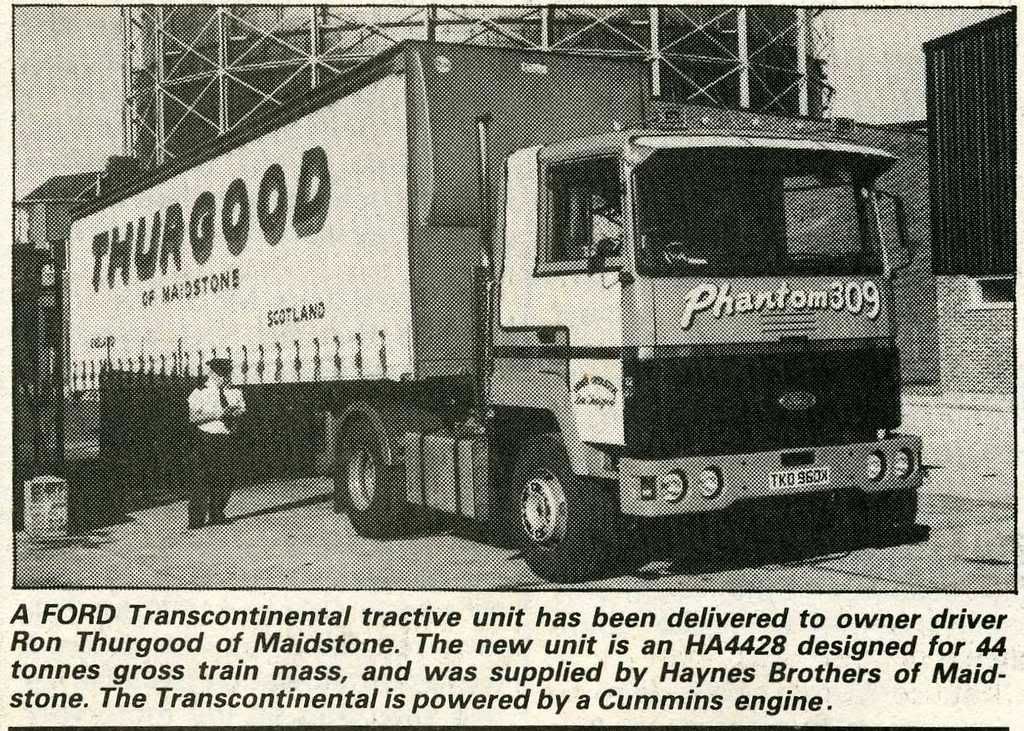 THURGOOD
OF MAIDSTONE
SCOTLAND
Phantom309
TKO 960X
A FORD Transcontinental tractive unit has been delivered to owner driver
Ron Thurgood of Maidstone. The new unit is an HA4428 designed for 44
tonnes gross train mass, and was supplied by Haynes Brothers of Maid-
stone. The Transcontinental is powered by a Cummins engine.